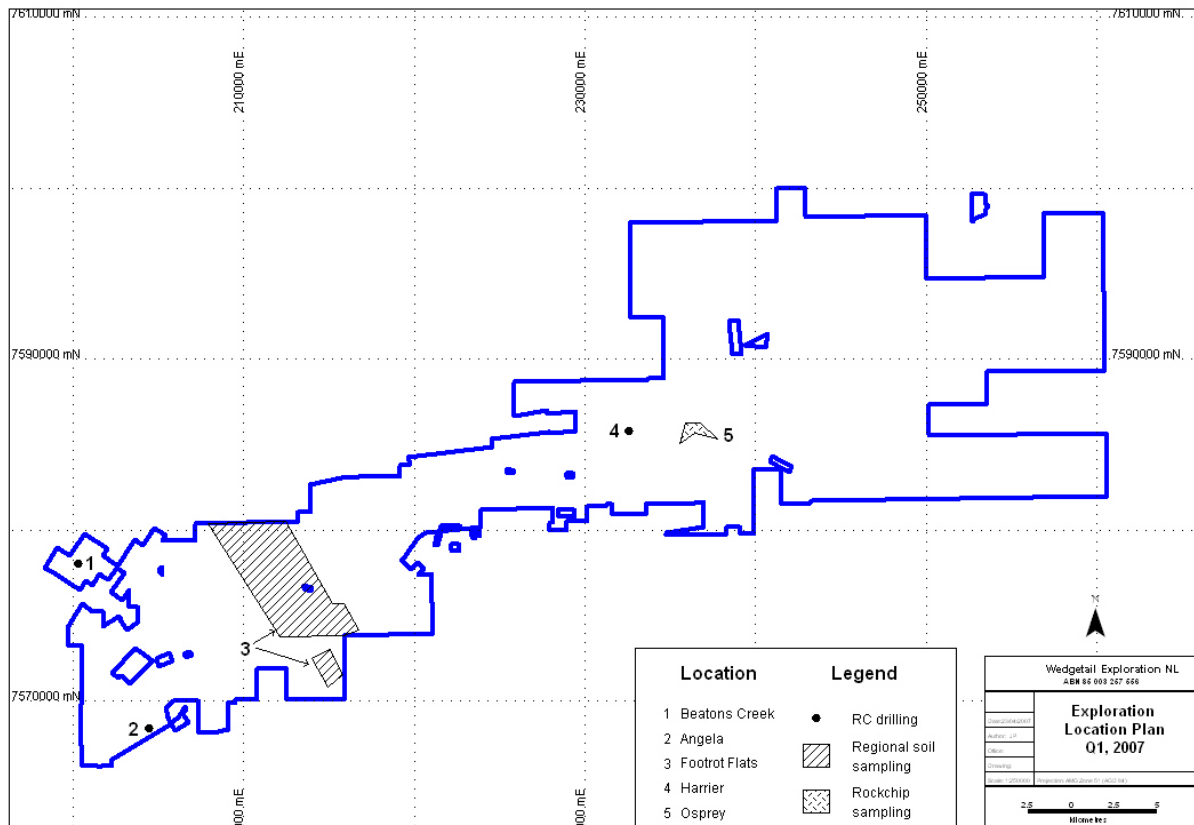 7610000 mN
7610000 mN
210000 mE
230000 mE
250000 mE
7590000 mN
7590000 mN
4
5
1
3
7570000 mN
2
Location
1 Beatons Creek
2 Angela
3 Footrot Flats
4 Harrier
5 Osprey
Legend
RC drilling
Regional soil
sampling
Rockchip
sampling
N
Wedgetail Exploration NL
Exploration
Location Plan
Q1, 2007
Author: J.P.
Office:
Drawing:
2.5 0 2.5 5
kilometres